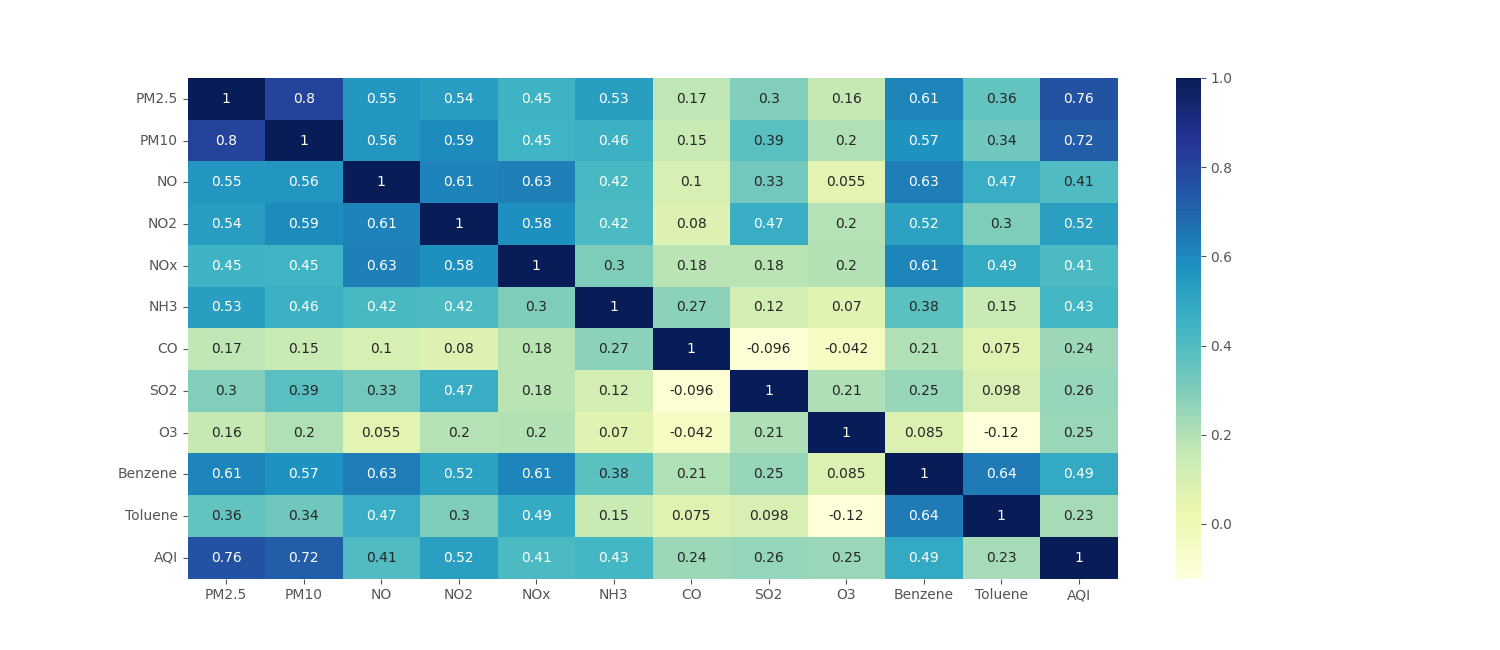 PM2.5 1 0.8 0.55 0.54 0.45 0.53 0.17 0.3 0.16 0.61 0.36 0.76
PM10 0.8 1 0.56 0.59 0.45 0.46 0.15 0.39 0.2 0.57 0.34 0.72
NO 0.55 0.56 1 0.61 0.63 0.42 0.1 0.33 0.055 0.63 0.47 0.41
NO2 0.54 0.59 0.61 1 0.58 0.42 0.08 0.47 0.2 0.52 0.3 0.52
NOx 0.45 0.45 0.63 0.58 1 0.3 0.18 0.18 0.2 0.61 0.49 0.41
NH3 0.53 0.46 0.42 0.42 0.3 1 0.27 0.12 0.07 0.38 0.15 0.43
CO 0.17 0.15 0.1 0.08 0.18 0.27 1 -0.096 -0.042 0.21 0.075 0.24
SO2 0.3 0.39 0.33 0.47 0.18 0.12 -0.096 1 0.21 0.25 0.098 0.26
O3 0.16 0.2 0.055 0.2 0.2 0.07 -0.042 0.21 1 0.085 -0.12 0.25
Benzene 0.61 0.57 0.63 0.52 0.61 0.38 0.21 0.25 0.085 1 0.64 0.49
Toluene 0.36 0.34 0.47 0.3 0.49 0.15 0.075 0.098 -0.12 0.64 1 0.23
AQI 0.76 0.72 0.41 0.52 0.41 0.43 0.24 0.26 0.25 0.49 0.23 1
PM2.5 PM10 NO NO2 NOx NH3 CO SO2 O3 Benzene Toluene AQI
1.0
0.8
0.6
0.4
0.2
0.0